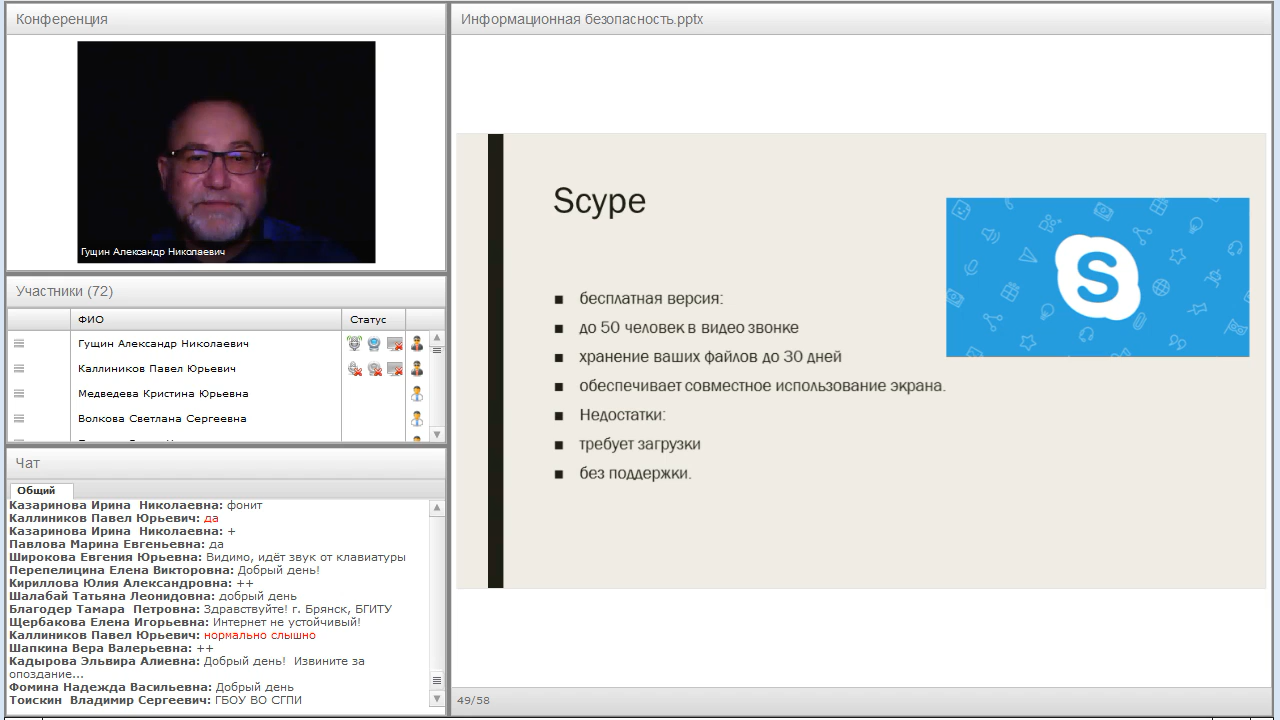 Конференция
Гущин Александр Николаевич
Участники (72)
ФИО
Статус
Гущин Александр Николаевич
Каллиников Павел Юрьевич
Медведева Кристина Юрьевна
Волкова Светлана Сергеевна
Чат
Общий
Казаринова Ирина  Николаевна: фонит
Каллиников Павел Юрьевич: да
Казаринова Ирина  Николаевна: +
Павлова Марина Евгеньевна: да
Широкова Евгения Юрьевна: Видимо, идёт звук от клавиатуры
Перепелицина Елена Викторовна: Добрый день!
Кириллова Юлия Александровна: ++
Шалабай Татьяна Леонидовна: добрый день
Благодер Тамара  Петровна: Здравствуйте! г. Брянск, БГИТУ
Щербакова Елена Игорьевна: Интернет не устойчивый!
Каллиников Павел Юрьевич: нормально слышно
Шапкина Вера Валерьевна: ++
Кадырова Эльвира Алиевна: Добрый день!  Извините за
опоздание...
Фомина Надежда Васильевна: Добрый день
Тоискин  Владимир Сергеевич: ГБОУ ВО СГПИ
Информационная безопасность.pptx
Scype
S
■ бесплатная версия:
■ до 50 человек в видео звонке
■ хранение ваших файлов до 30 дней
■ обеспечивает совместное использование экрана.
■ Недостатки:
■ требует загрузки
■ без поддержки.
49/58